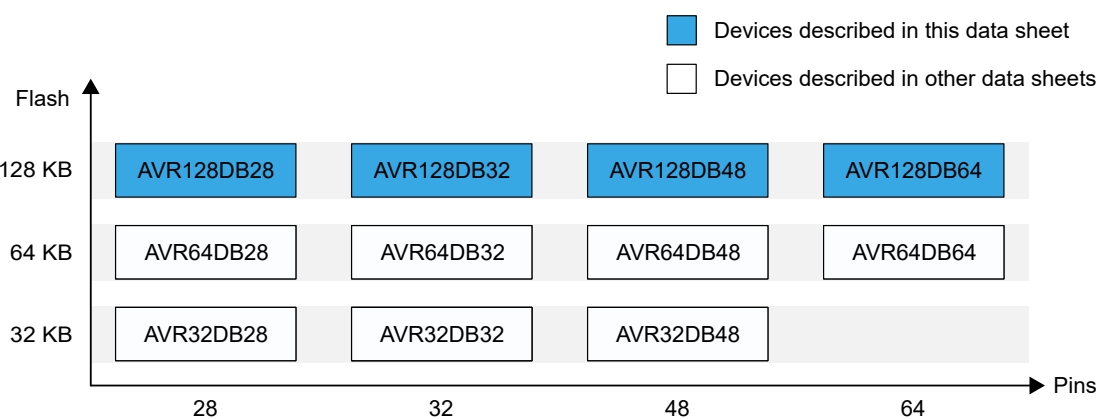 Devices described in this data sheet
Devices described in other data sheets
Flash
128 KB
AVR128DB28
AVR128DB32
AVR128DB48
AVR128DB64
64 KB
AVR64DB28
AVR64DB32
AVR64DB48
AVR64DB64
32 KB
AVR32DB28
AVR32DB32
AVR32DB48
Pins
28
32
48
64